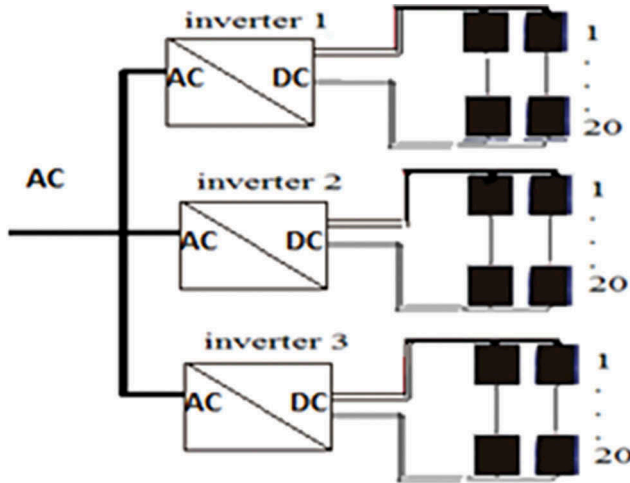 inverter 1
AC DC
1
.
.
.
20
AC
inverter 2
AC DC
1
.
.
.
20
inverter 3
AC DC
1
.
.
.
20